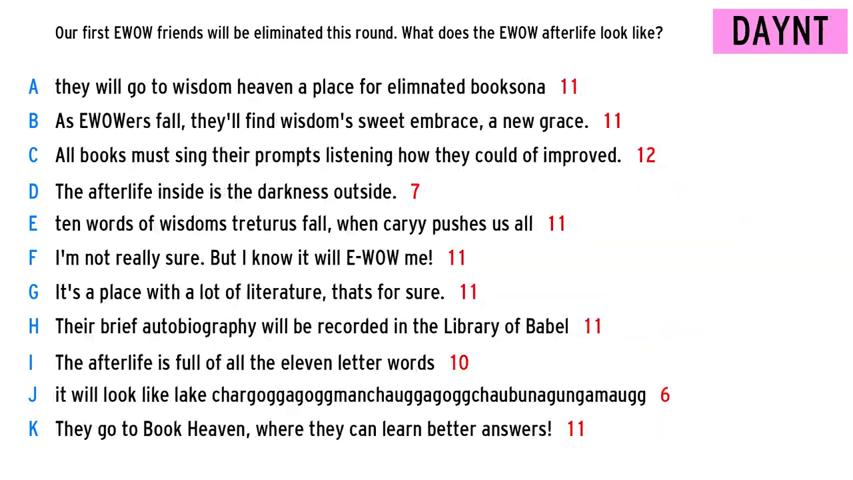 Our first EWOW friends will be eliminated this round. What does the EWOW afterlife look like?
DAYNT
A they will go to wisdom heaven a place for elimnated booksona 11
B As EWOWers fall, they'll find wisdom's sweet embrace, a new grace. 11
C All books must sing their prompts listening how they could of improved. 12
D The afterlife inside is the darkness outside. 7
E ten words of wisdoms treturus fall, when caryy pushes us all 11
F I'm not really sure. But I know it will E-WOW me! 11
G It's a place with a lot of literature, thats for sure. 11
H Their brief autobiography will be recorded in the Library of Babel 11
I The afterlife is full of all the eleven letter words 10
J it will look like lake chargoggagoggmanchauggagoggchaubunagungamaugg 6
K They go to Book Heaven, where they can learn better answers! 11